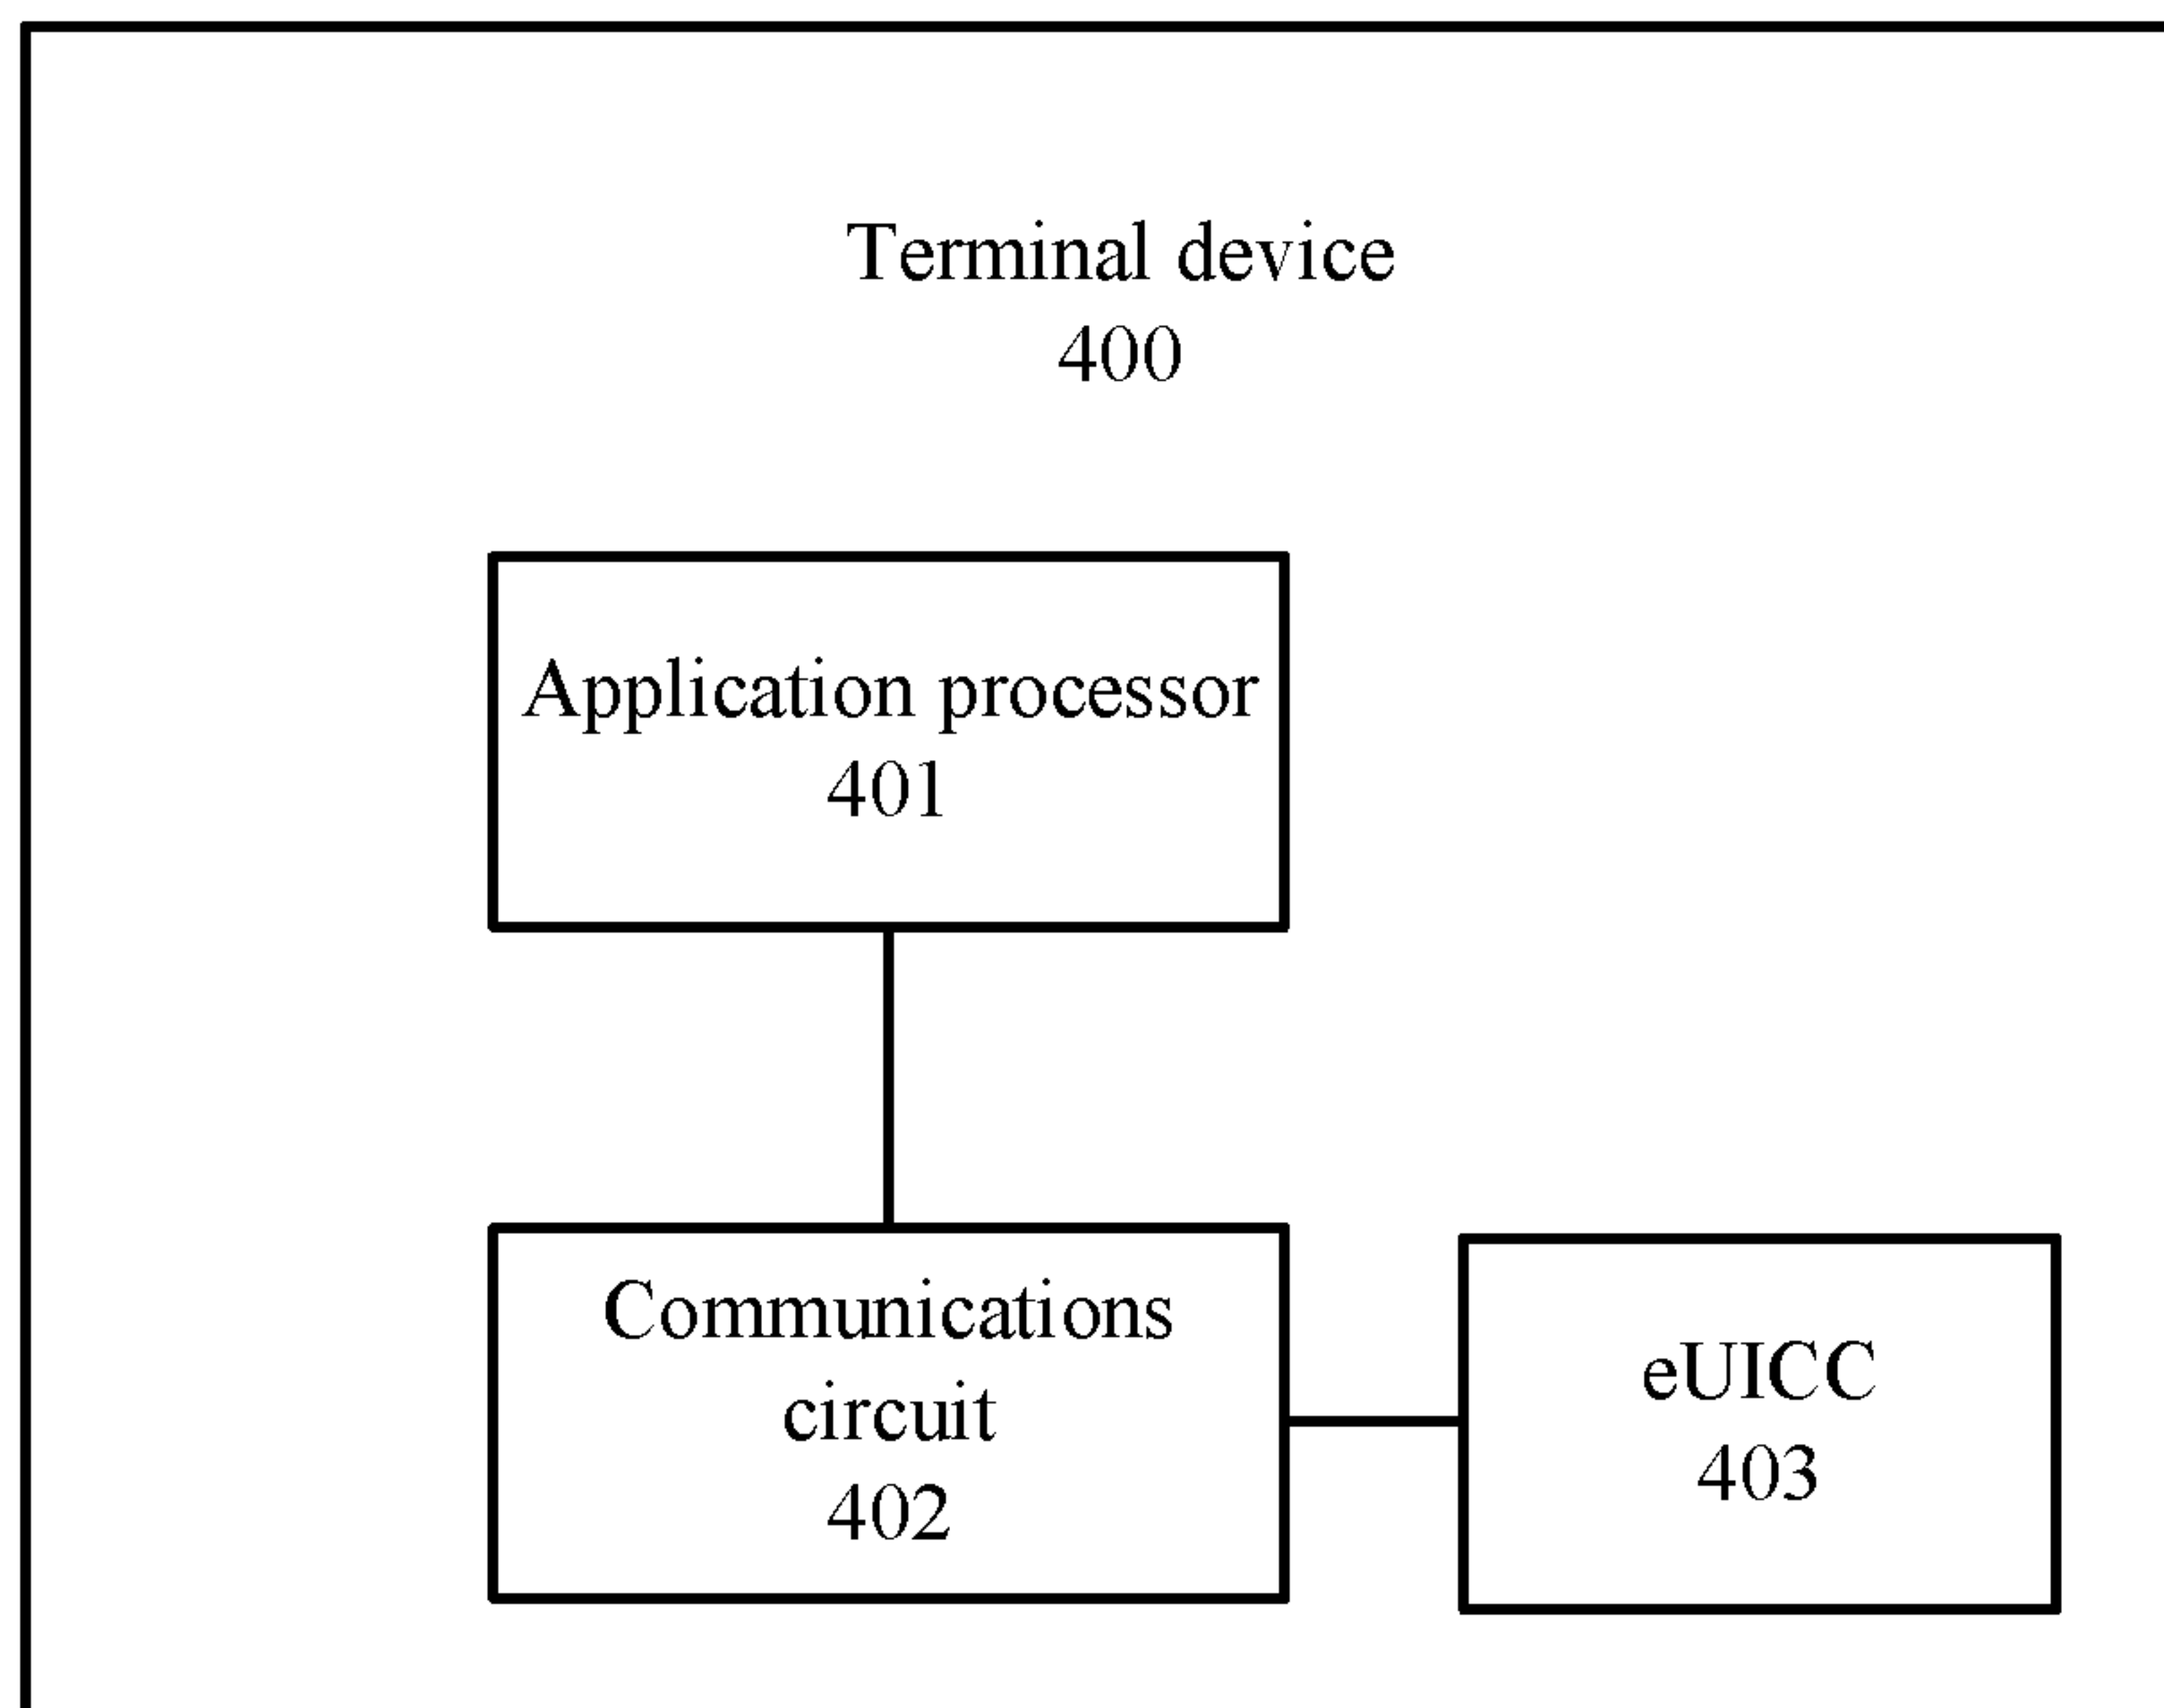 Terminal device
400
Application processor
401
Communications
circuit
402
eUICC
403